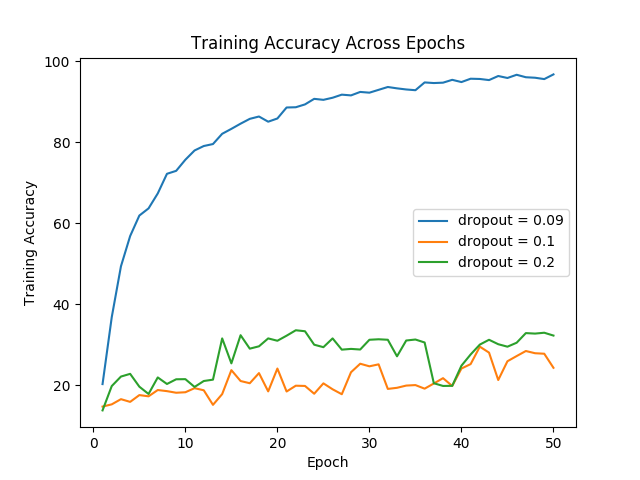 Training Accuracy Across Epochs
100
80
60
40
20
Training Accuracy
dropout = 0.09
dropout = 0.1
dropout = 0.2
0
10
20
30
40
50
Epoch